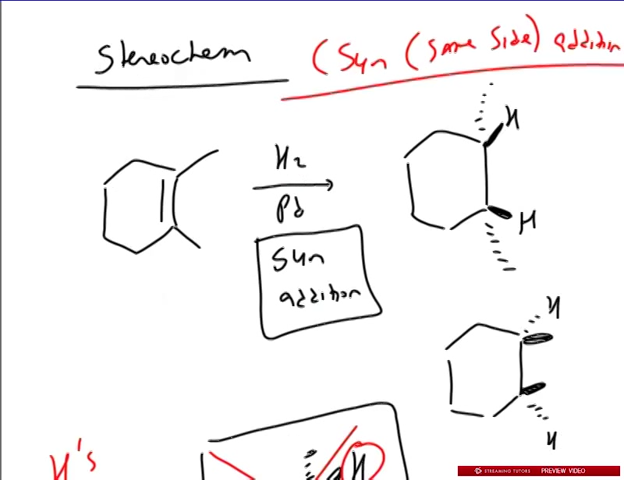 Stereochem (Syn (Same Side) addition
H2
Pd
Syn
addition
H
H
H
H
H's
H
STREAMING TUTORS PREVIEW VIDEO